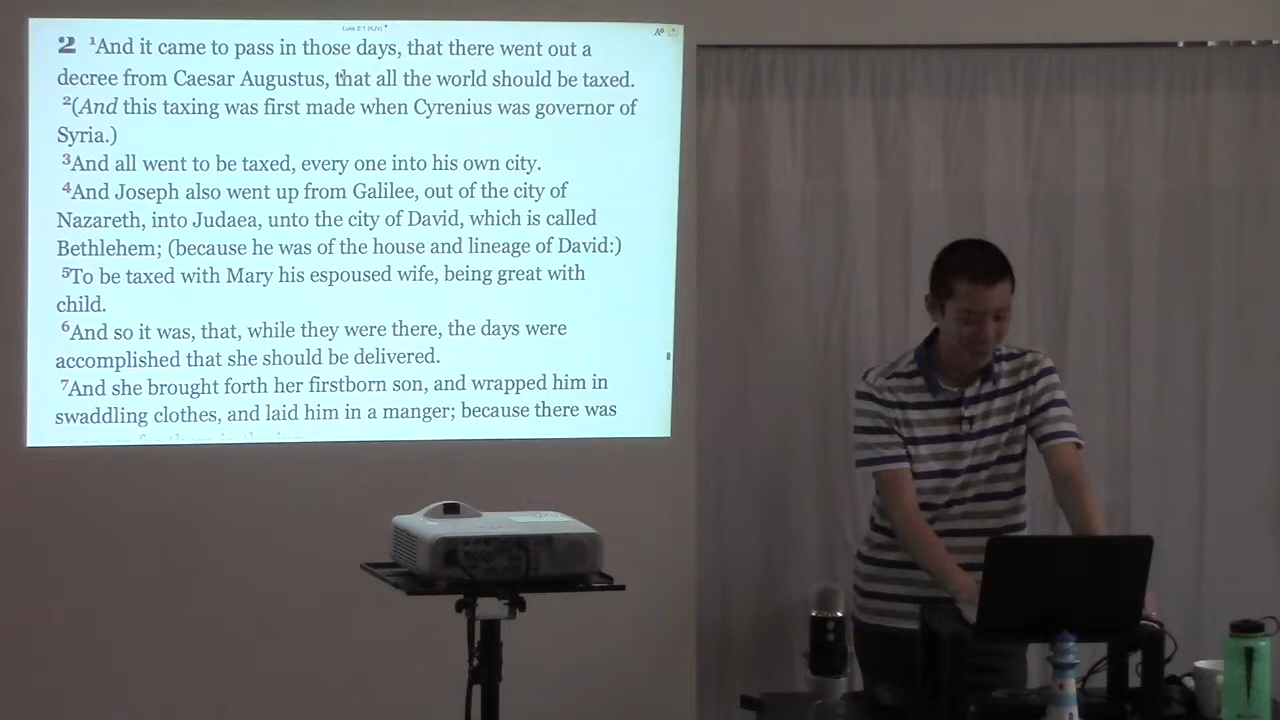 Luke 2:1 (KJV)
2 1And it came to pass in those days, that there went out a
decree from Caesar Augustus, that all the world should be taxed.
2(And this taxing was first made when Cyrenius was governor of
Syria.)
3And all went to be taxed, every one into his own city.
4And Joseph also went up from Galilee, out of the city of
Nazareth, into Judaea, unto the city of David, which is called
Bethlehem; (because he was of the house and lineage of David:)
5To be taxed with Mary his espoused wife, being great with
child.
6And so it was, that, while they were there, the days were
accomplished that she should be delivered.
7And she brought forth her firstborn son, and wrapped him in
swaddling clothes, and laid him in a manger; because there was